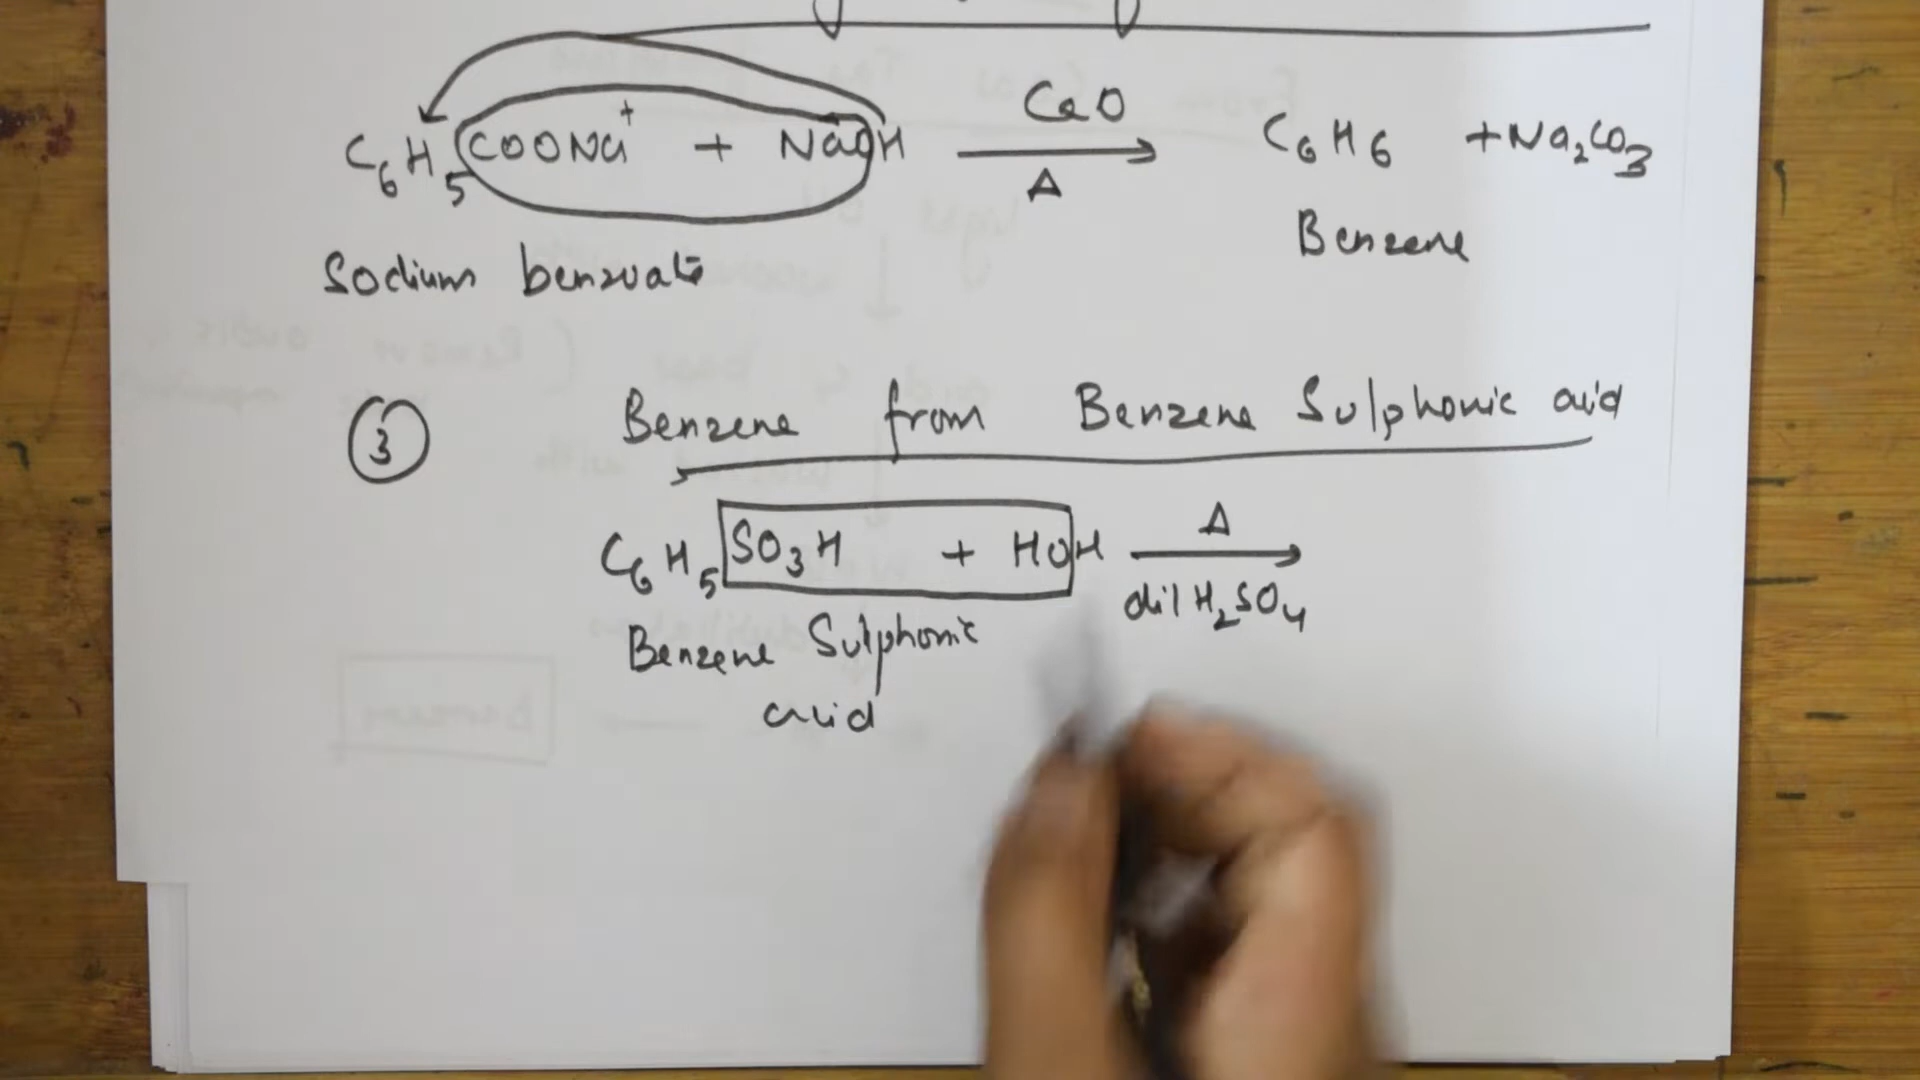 C₆H₅COONa⁺ + NaOH →(CaO, Δ) C₆H₆ + Na₂CO₃
Sodium benzoate Benzene
③ Benzene from Benzene Sulphonic acid
C₆H₅SO₃H + HOH →(Δ, dil H₂SO₄)
Benzene Sulphonic
acid